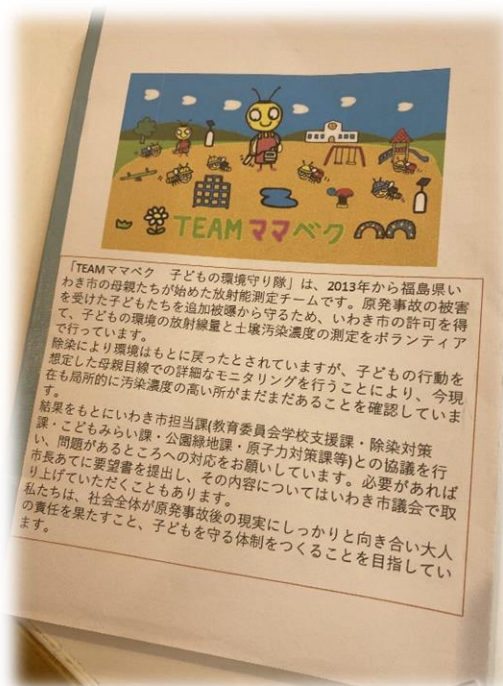 TEAMママベク
「TEAMママベク　子どもの環境守り隊」は、2013年から福島県い
わき市の母親たちが始めた放射能測定チームです。原発事故の被害
を受けた子どもたちを追加被曝から守るため、いわき市の許可を得
て、子どもの環境の放射線量と土壌汚染濃度の測定をボランティア
で行っています。
除染により環境はもとに戻ったとされていますが、子どもの行動を
想定した母親目線での詳細なモニタリングを行うことにより、今現
在も局所的に汚染濃度の高い所がまだまだあることを確認していま
す。
結果をもとにいわき市担当課(教育委員会学校支援課・除染対策
課・こどもみらい課・公園緑地課・原子力対策課等)との協議を行
い、問題があるところへの対応をお願いしています。必要があれば
市長あてに要望書を提出し、その内容についてはいわき市議会で取
り上げていただくこともあります。
私たちは、社会全体が原発事故後の現実にしっかりと向き合い大人
の責任を果たすこと、子どもを守る体制をつくることを目指してい
ます。